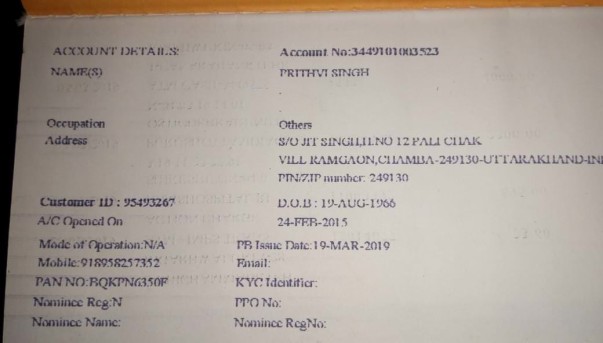 ACCOUNT DETAILS: Account No:3449101003523
NAME(S) PRITHVI SINGH
Occupation Others
Address S/O JIT SINGH,H.NO 12 PALI CHAK
VILL RAMGAON,CHAMBA-249130-UTTARAKHAND-IN
PIN/ZIP number: 249130
Customer ID : 95493267 D.O.B : 19-AUG-1966
A/C Opened On 24-FEB-2015
Mode of Operation:N/A PB Issue Date:19-MAR-2019
Mobile:918958257352 Email:
PAN NO:BQKPN6350F KYC Identifier:
Nominee Reg:N PPO No:
Nominee Name: Nominee RegNo: